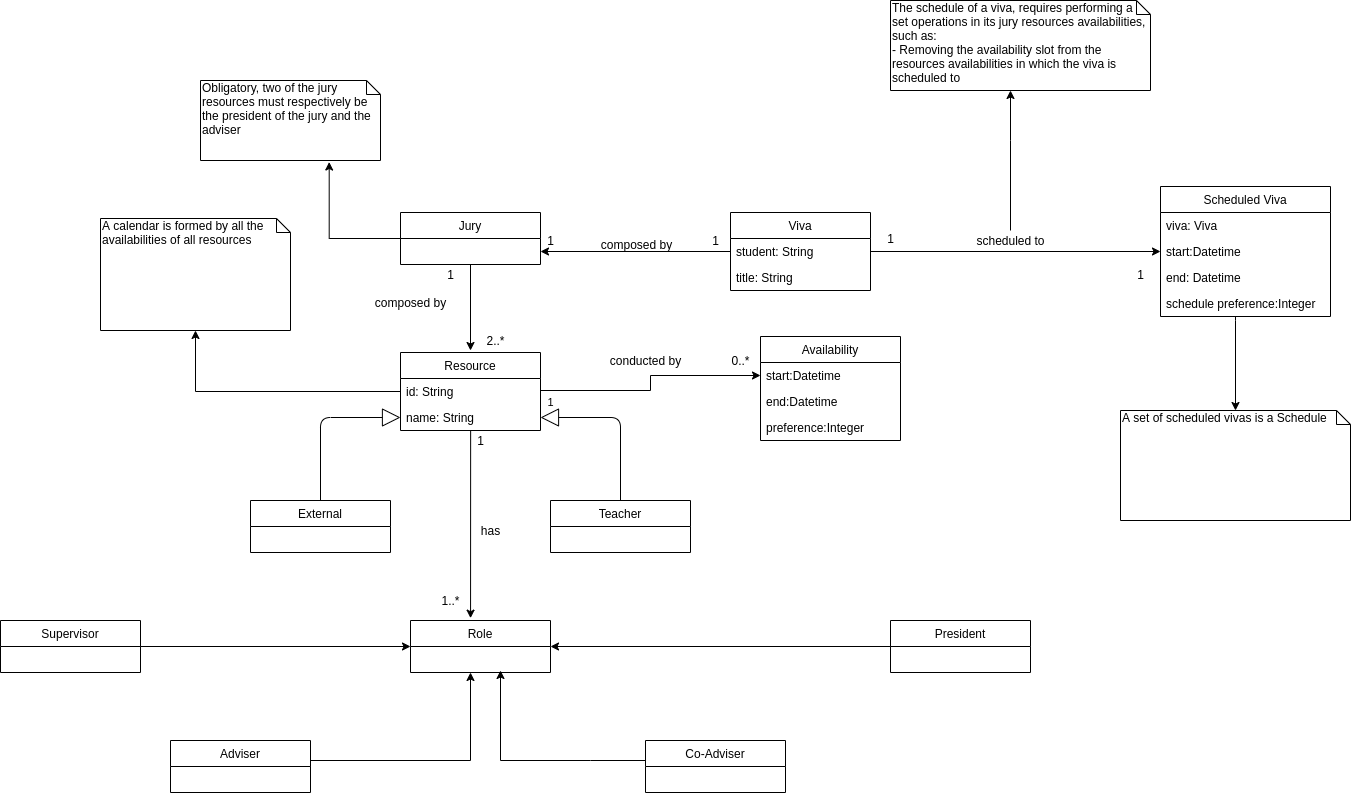 The schedule of a viva, requires performing a
set operations in its jury resources availabilities,
such as:
- Removing the availability slot from the
resources availabilities in which the viva is
scheduled to
Obligatory, two of the jury
resources must respectively be
the president of the jury and the
adviser
A calendar is formed by all the
availabilities of all resources
Jury
1
composed by
1
Viva
student: String
title: String
1
scheduled to
1
Scheduled Viva
viva: Viva
start:Datetime
end: Datetime
schedule preference:Integer
1
composed by
2..*
Resource
id: String
name: String
conducted by
0..*
1
Availability
start:Datetime
end:Datetime
preference:Integer
A set of scheduled vivas is a Schedule
1
External
Teacher
has
1..*
Supervisor
Role
President
Adviser
Co-Adviser